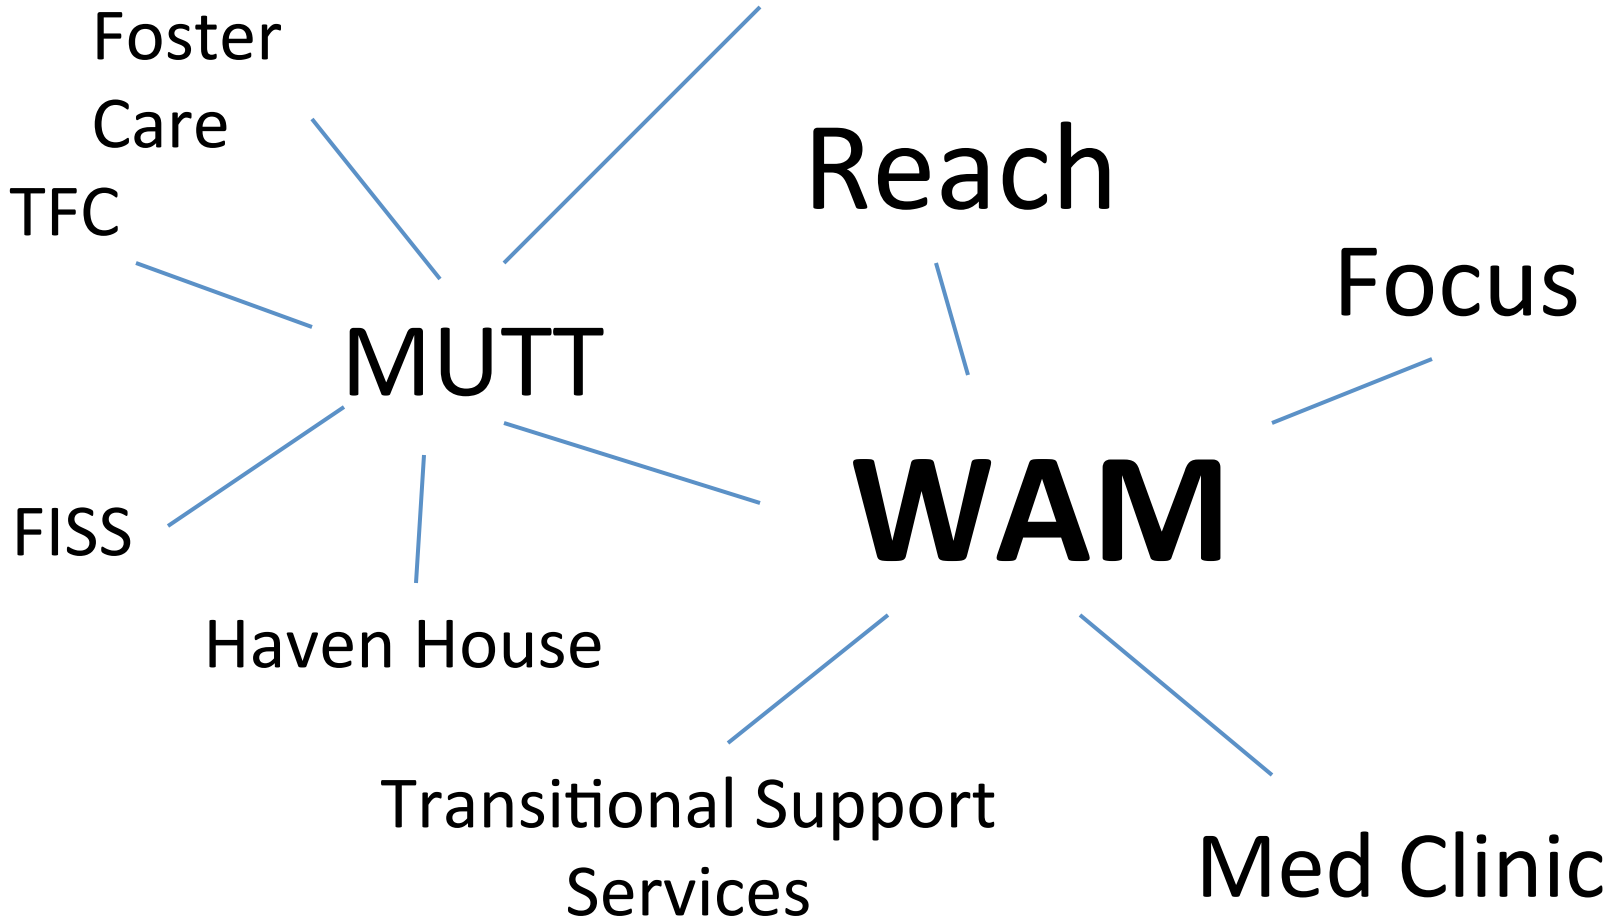 Foster
Care
TFC
Reach
Focus
MUTT
WAM
FISS
Haven House
Transitional Support
Services
Med Clinic